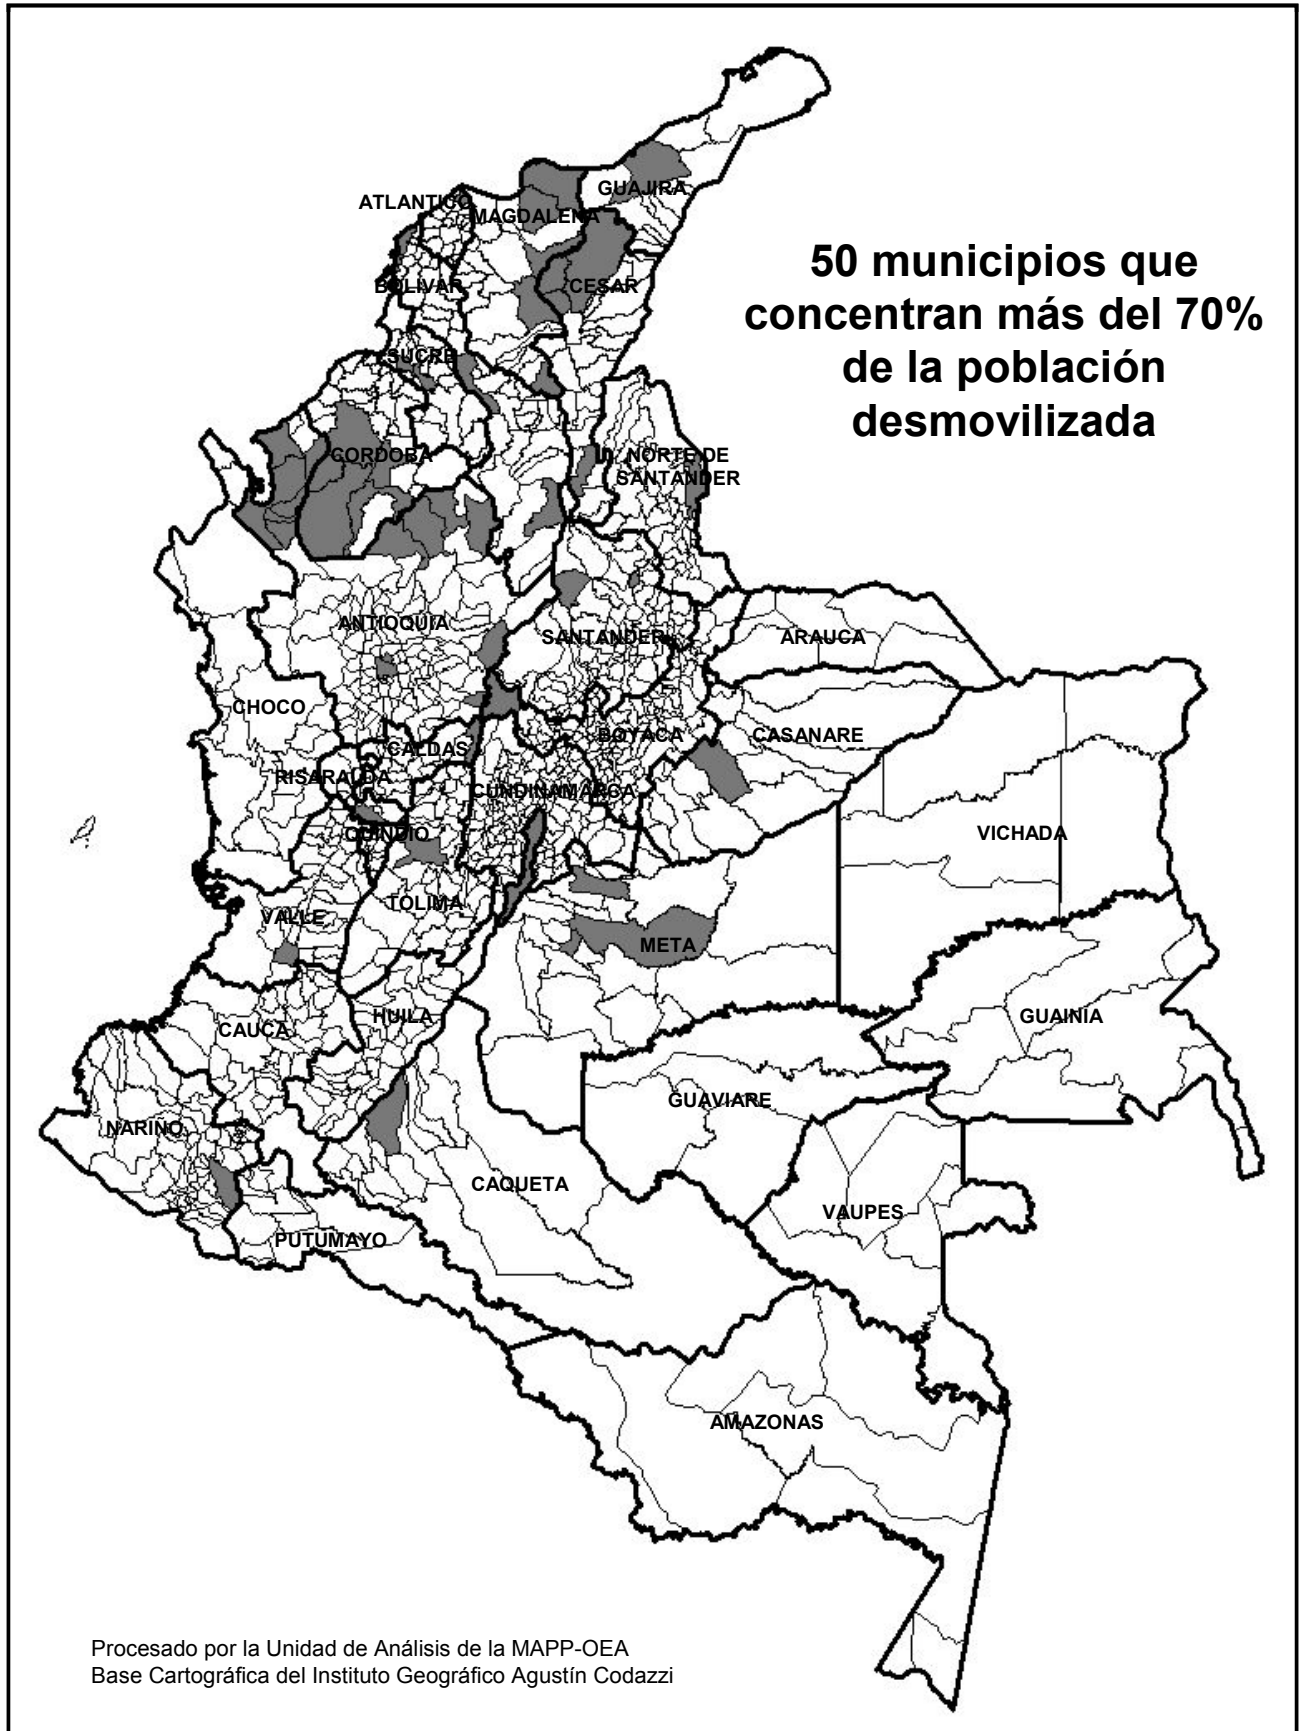 ATLANTICO
MAGDALENA
GUAJIRA
50 municipios que
concentran más del 70%
de la población
desmovilizada
BOLIVAR
CESAR
SUCRE
CORDOBA
NORTE DE
SANTANDER
ANTIOQUIA
SANTANDER
ARAUCA
CHOCO
CALDAS
BOYACA
CASANARE
RISARALDA
CUNDINAMARCA
QUINDIO
VICHADA
VALLE
TOLIMA
META
CAUCA
HUILA
GUAINIA
NARIÑO
GUAVIARE
CAQUETA
VAUPES
PUTUMAYO
AMAZONAS
Procesado por la Unidad de Análisis de la MAPP-OEA
Base Cartográfica del Instituto Geográfico Agustín Codazzi